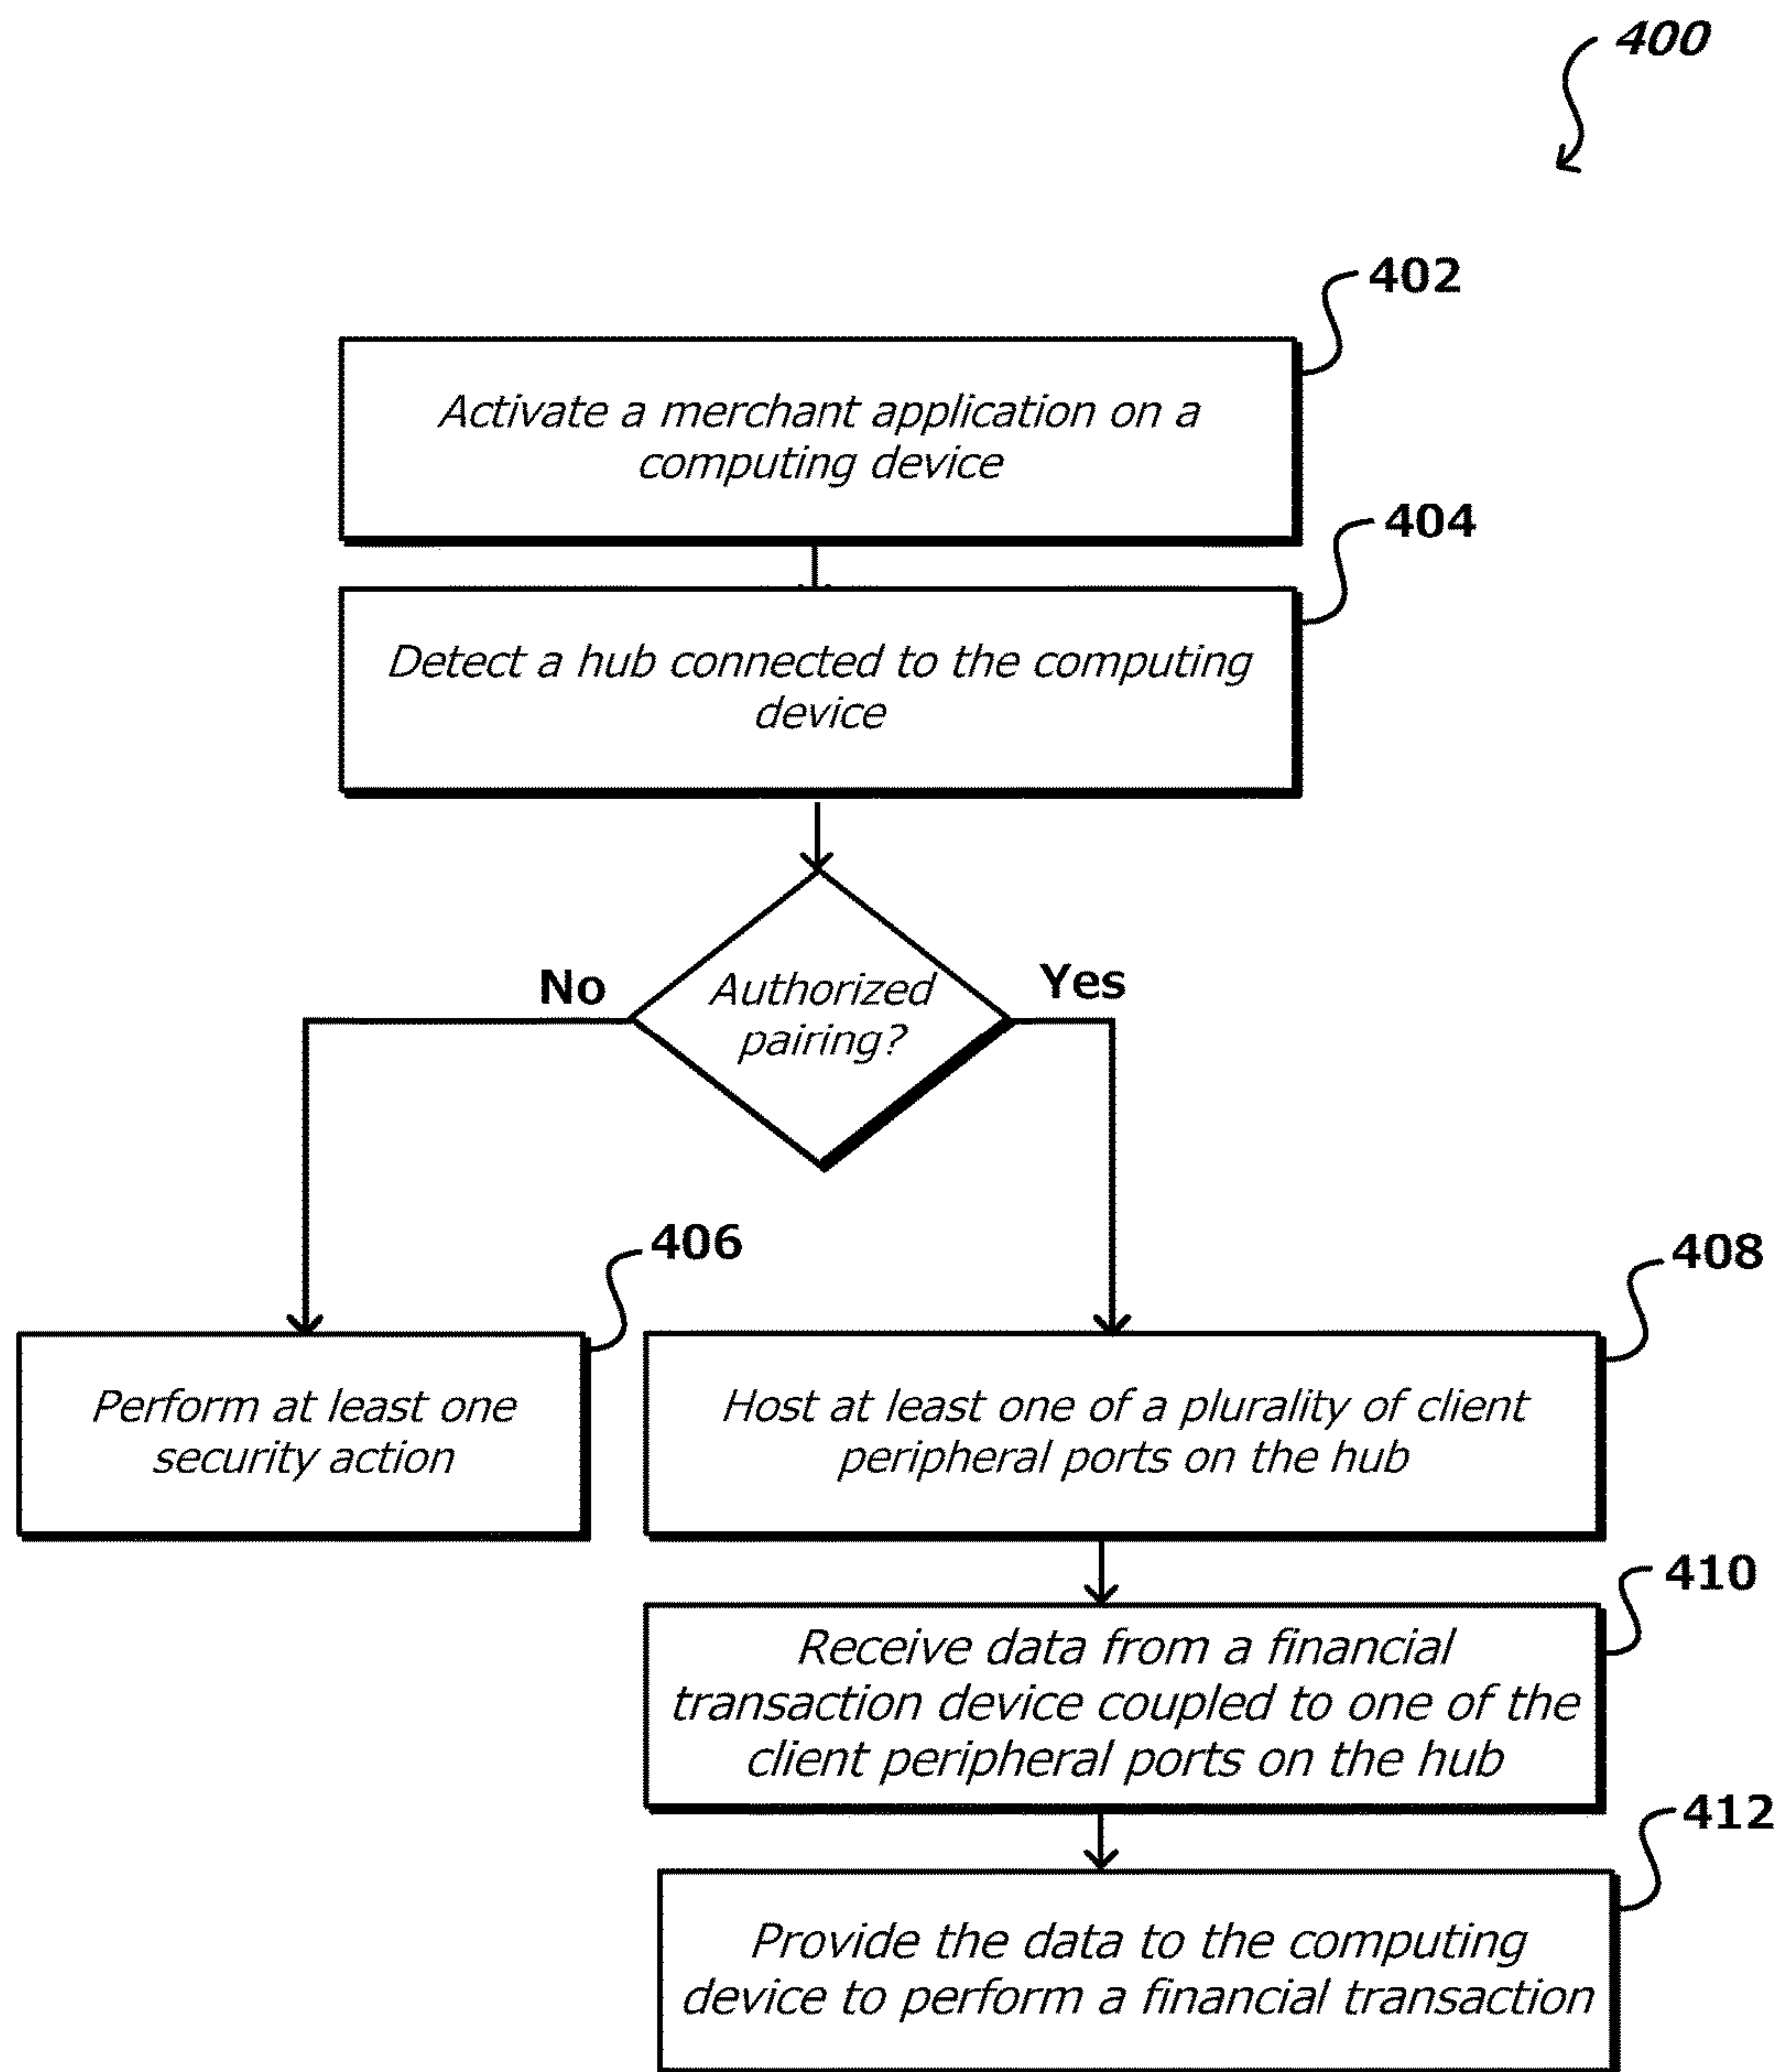 400
402
Activate a merchant application on a
computing device
404
Detect a hub connected to the computing
device
No
Authorized
pairing?
Yes
406
Perform at least one
security action
408
Host at least one of a plurality of client
peripheral ports on the hub
410
Receive data from a financial
transaction device coupled to one of the
client peripheral ports on the hub
412
Provide the data to the computing
device to perform a financial transaction